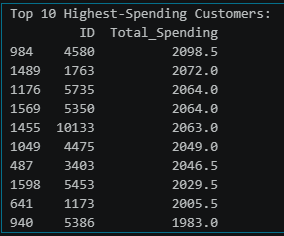 Top 10 Highest-Spending Customers:
ID Total_Spending
984 4580 2098.5
1489 1763 2072.0
1176 5735 2064.0
1569 5350 2064.0
1455 10133 2063.0
1049 4475 2049.0
487 3403 2046.5
1598 5453 2029.5
641 1173 2005.5
940 5386 1983.0